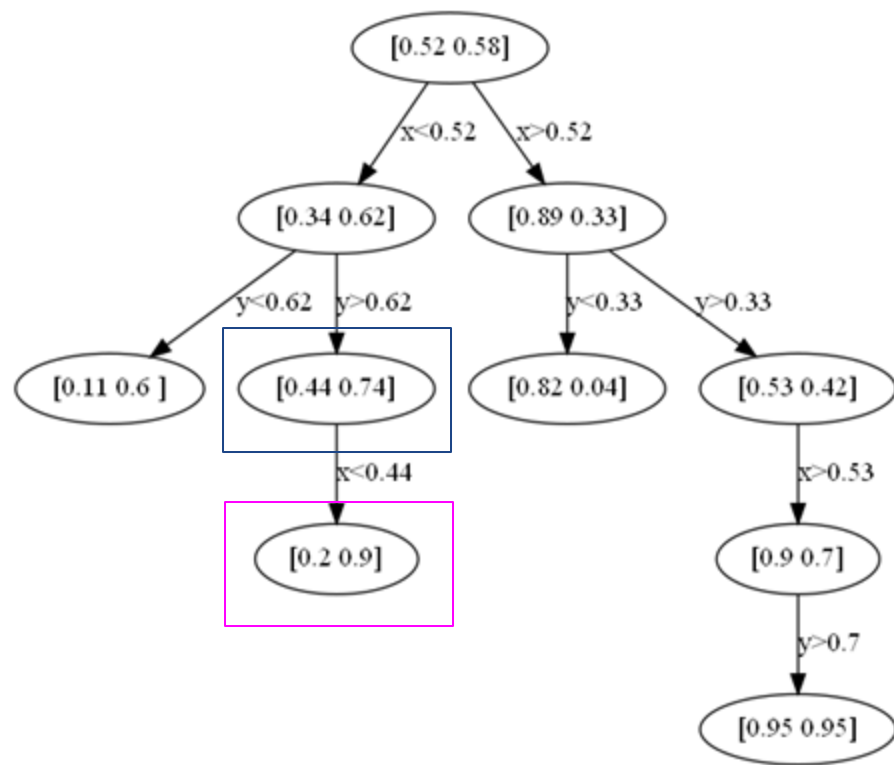 [0.52 0.58]
x<0.52
x>0.52
[0.34 0.62]
[0.89 0.33]
y<0.62
y>0.62
y<0.33
y>0.33
[0.11 0.6 ]
[0.44 0.74]
[0.82 0.04]
[0.53 0.42]
x<0.44
x>0.53
[0.2 0.9]
[0.9 0.7]
y>0.7
[0.95 0.95]